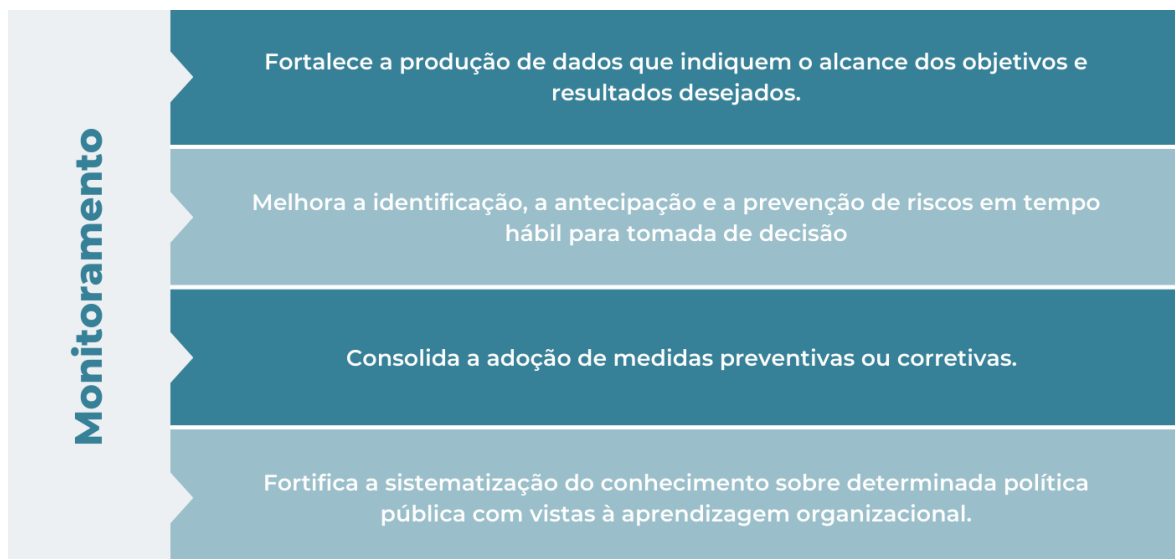 Monitoramento
Fortalece a produção de dados que indiquem o alcance dos objetivos e
resultados desejados.
Melhora a identificação, a antecipação e a prevenção de riscos em tempo
hábil para tomada de decisão
Consolida a adoção de medidas preventivas ou corretivas.
Fortifica a sistematização do conhecimento sobre determinada política
pública com vistas à aprendizagem organizacional.